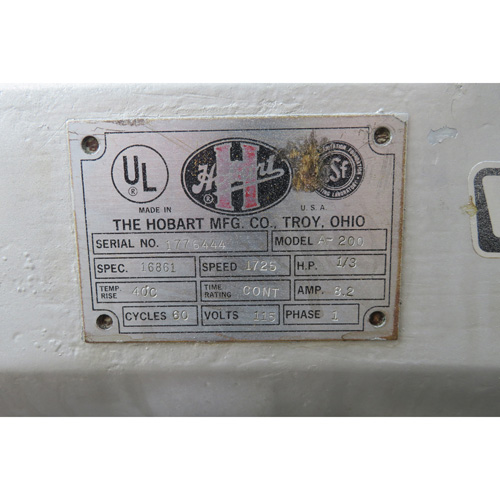 UL ®
Hobart H ®
NSF
MADE IN U.S.A.
THE HOBART MFG. CO., TROY, OHIO
SERIAL NO. MODEL A-200
SPEC. 16861 SPEED 1725 H.P. 1/3
TEMP. RISE 40C TIME RATING CONT AMP. 8.2
CYCLES 60 VOLTS 115 PHASE 1